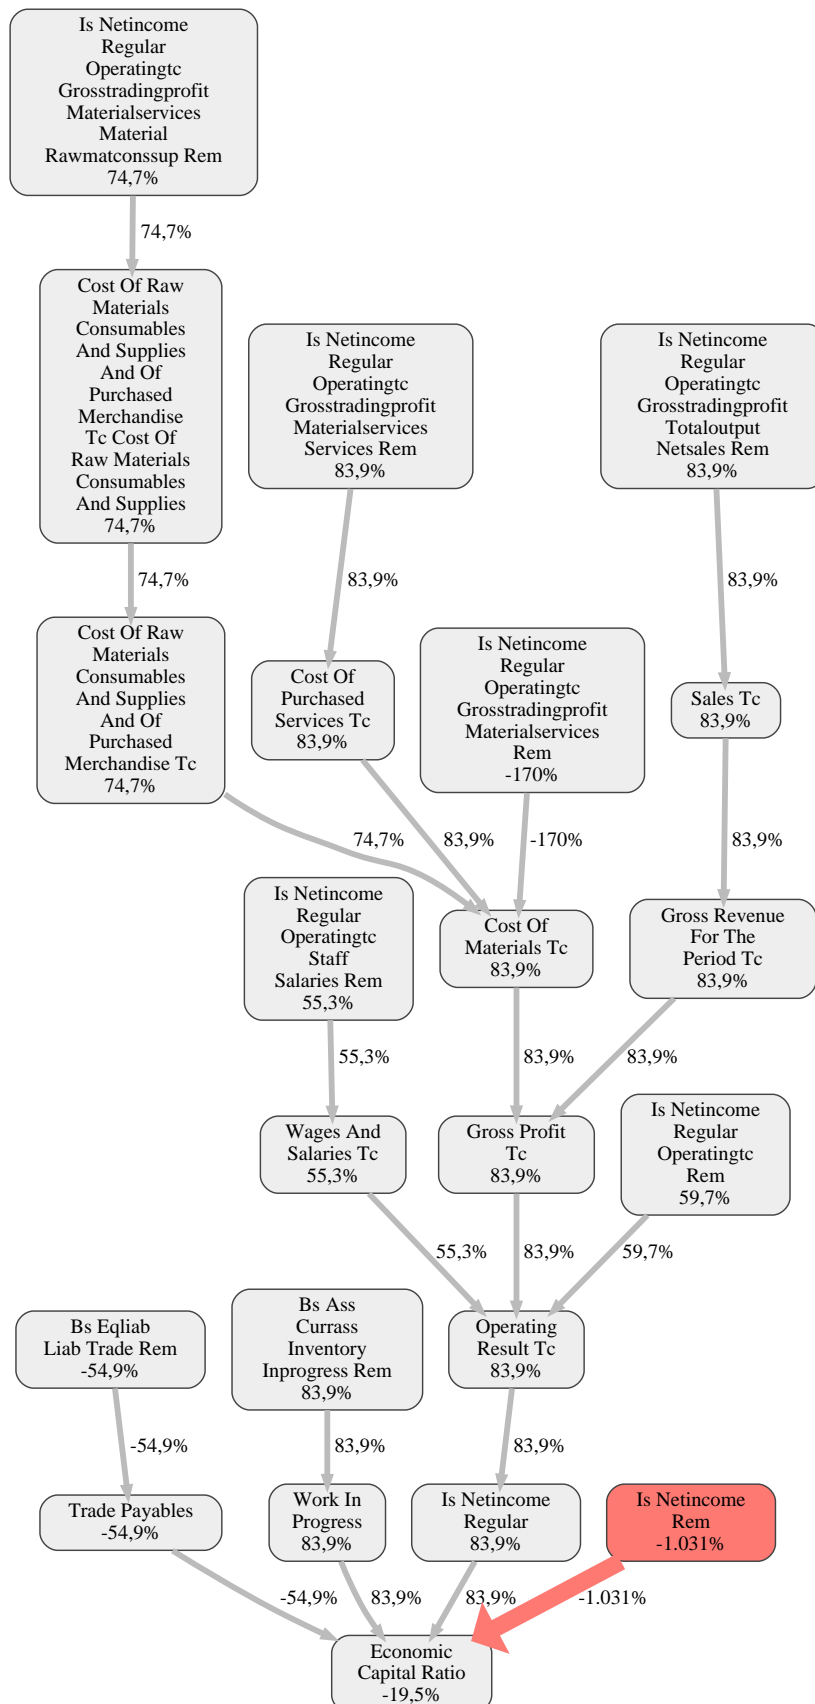 Is Netincome
Regular
Operatingtc
Grosstradingprofit
Materialservices
Material
Rawmatconssup Rem
74,7%
74,7%
Cost Of Raw
Materials
Consumables
And Supplies
And Of
Purchased
Merchandise
Tc Cost Of
Raw Materials
Consumables
And Supplies
74,7%
Is Netincome
Regular
Operatingtc
Grosstradingprofit
Materialservices
Services Rem
83,9%
Is Netincome
Regular
Operatingtc
Grosstradingprofit
Totaloutput
Netsales Rem
83,9%
74,7%
83,9%
83,9%
Cost Of Raw
Materials
Consumables
And Supplies
And Of
Purchased
Merchandise Tc
74,7%
Cost Of
Purchased
Services Tc
83,9%
Is Netincome
Regular
Operatingtc
Grosstradingprofit
Materialservices
Rem
-170%
Sales Tc
83,9%
74,7%
83,9%
-170%
83,9%
Is Netincome
Regular
Operatingtc
Staff
Salaries Rem
55,3%
Cost Of
Materials Tc
83,9%
Gross Revenue
For The
Period Tc
83,9%
55,3%
83,9%
83,9%
Wages And
Salaries Tc
55,3%
Gross Profit
Tc
83,9%
Is Netincome
Regular
Operatingtc
Rem
59,7%
55,3%
83,9%
59,7%
Bs Eqliab
Liab Trade Rem
-54,9%
Bs Ass
Currass
Inventory
Inprogress Rem
83,9%
Operating
Result Tc
83,9%
-54,9%
83,9%
83,9%
Trade Payables
-54,9%
Work In
Progress
83,9%
Is Netincome
Regular
83,9%
Is Netincome
Rem
-1.031%
-54,9%
83,9%
83,9%
-1.031%
Economic
Capital Ratio
-19,5%